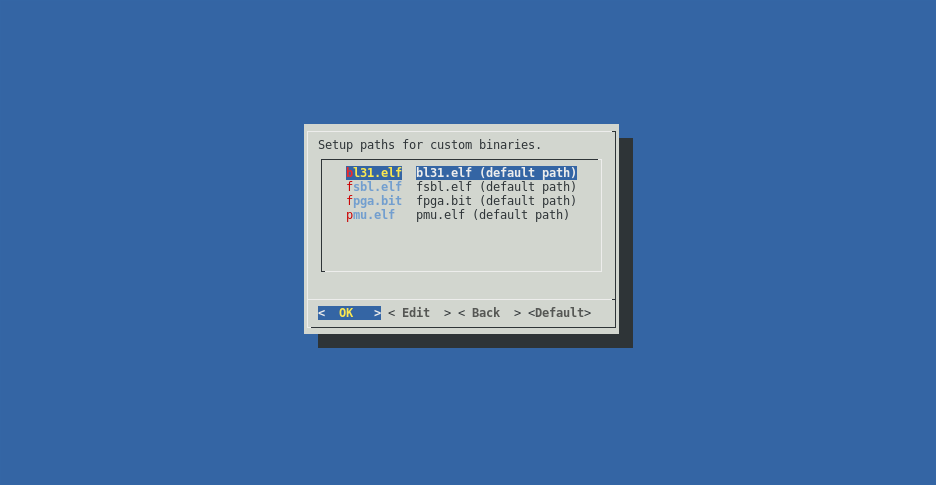 Setup paths for custom binaries.
bl31.elf bl31.elf (default path)
fsbl.elf fsbl.elf (default path)
fpga.bit fpga.bit (default path)
pmu.elf pmu.elf (default path)
< OK > < Edit > < Back > <Default>